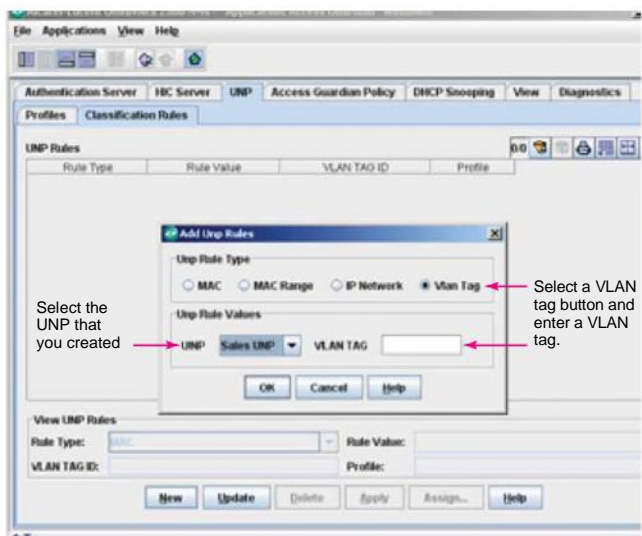 File Applications View Help
Authentication Server HIC Server UNP Access Guardian Policy DHCP Snooping View Diagnostics
Profiles Classification Rules
UNP Rules
0/0
Rule Type Rule Value VLAN TAG ID Profile
Add Unp Rules
Unp Rule Type
MAC MAC Range IP Network Vlan Tag
Select a VLAN
tag button and
enter a VLAN
tag.
Select the
UNP that
you created
Unp Rule Values
UNP Sales UNP VLAN TAG
OK Cancel Help
View UNP Rules
Rule Type: MAC Rule Value:
VLAN TAG ID: Profile:
New Update Delete Apply Assign... Help